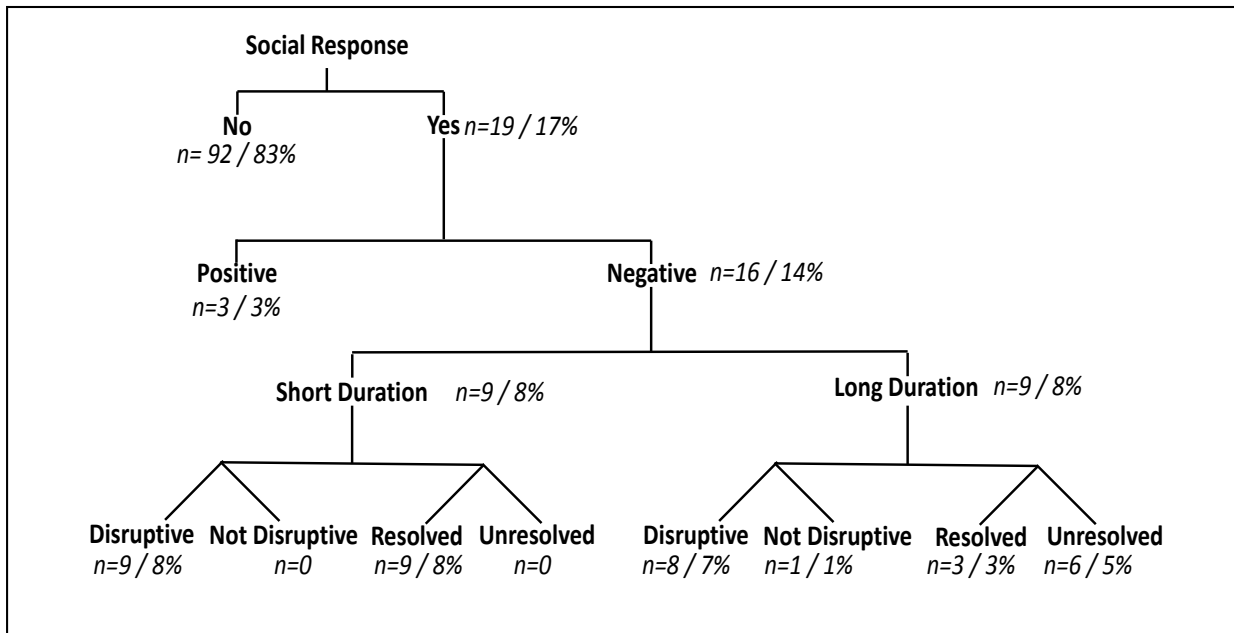 Social Response
No
n= 92 / 83%
Yes n=19 / 17%
Positive
n=3 / 3%
Negative n=16 / 14%
Short Duration n=9 / 8%
Long Duration n=9 / 8%
Disruptive Not Disruptive Resolved Unresolved
n=9 / 8% n=0 n=9 / 8% n=0
Disruptive Not Disruptive Resolved Unresolved
n=8 / 7% n=1 / 1% n=3 / 3% n=6 / 5%